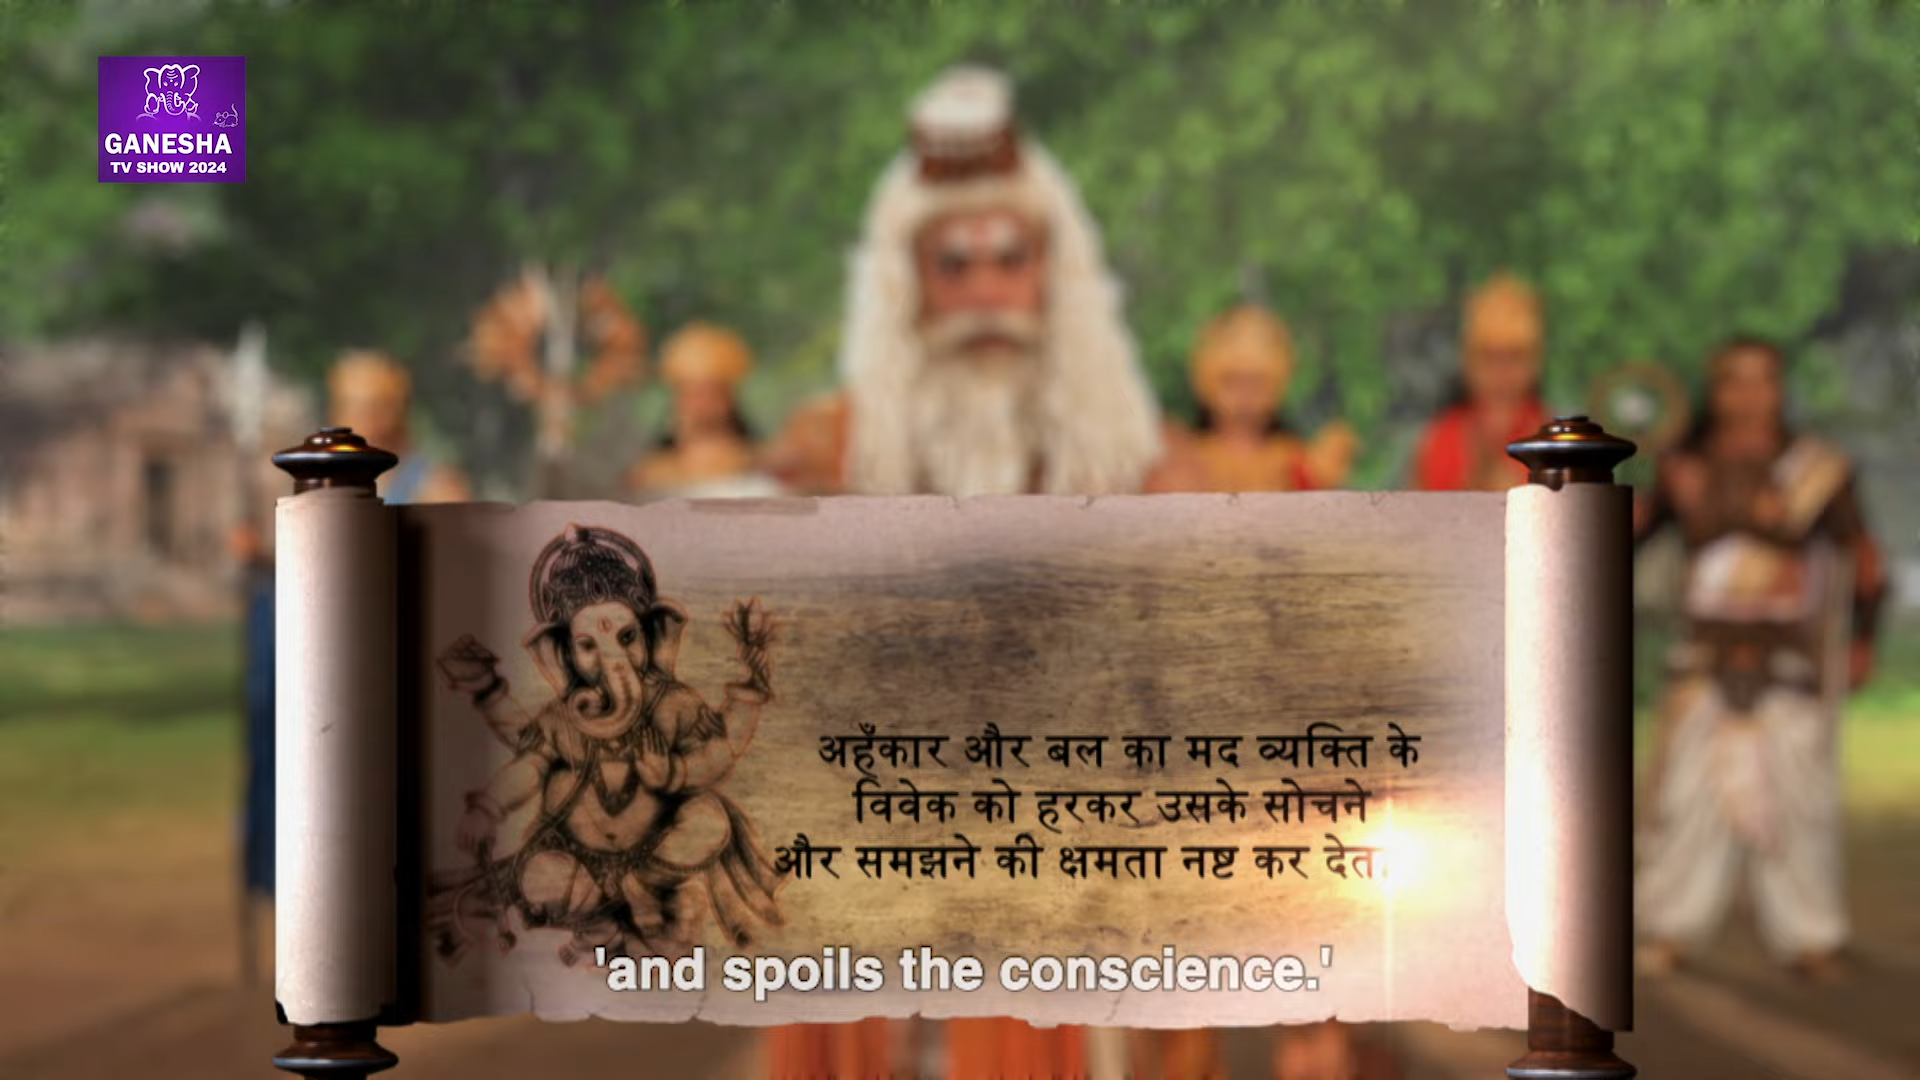 GANESHA
TV SHOW 2024
अहँकार और बल का मद व्यक्ति के
विवेक को हरकर उसके सोचने
और समझने की क्षमता नष्ट कर
'and spoils the conscience.'